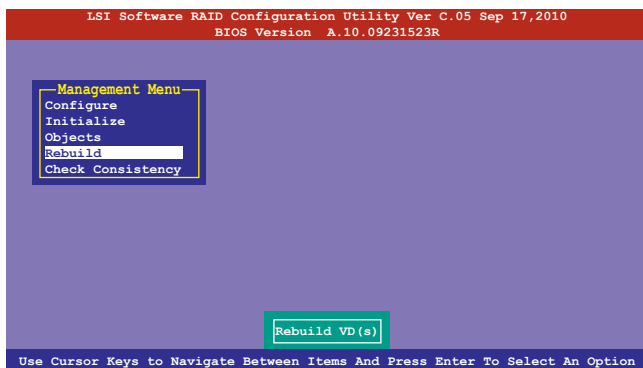 LSI Software RAID Configuration Utility Ver C.05 Sep 17,2010
BIOS Version A.10.09231523R
Management Menu
Configure
Initialize
Objects
Rebuild
Check Consistency
Rebuild VD(s)
Use Cursor Keys to Navigate Between Items And Press Enter To Select An Option